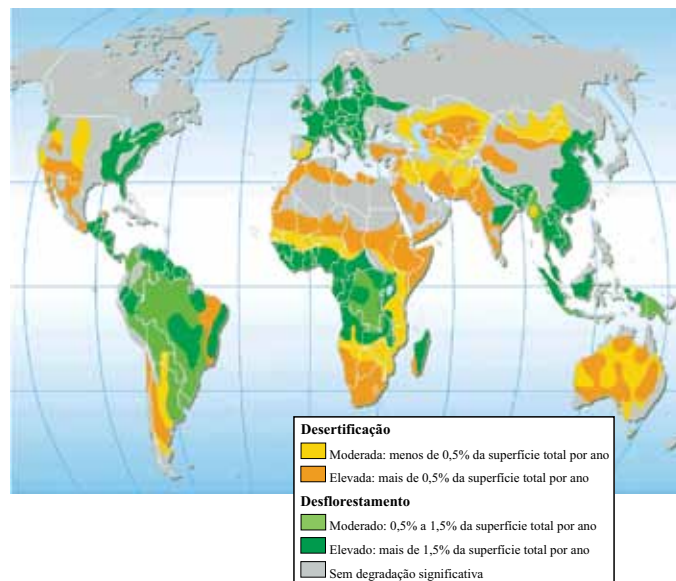 Desertificação
Moderada: menos de 0,5% da superfície total por ano
Elevada: mais de 0,5% da superfície total por ano
Desflorestamento
Moderado: 0,5% a 1,5% da superfície total por ano
Elevado: mais de 1,5% da superfície total por ano
Sem degradação significativa